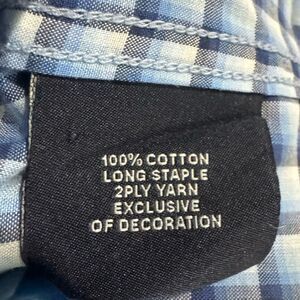 100% COTTON
LONG STAPLE
2PLY YARN
EXCLUSIVE
OF DECORATION